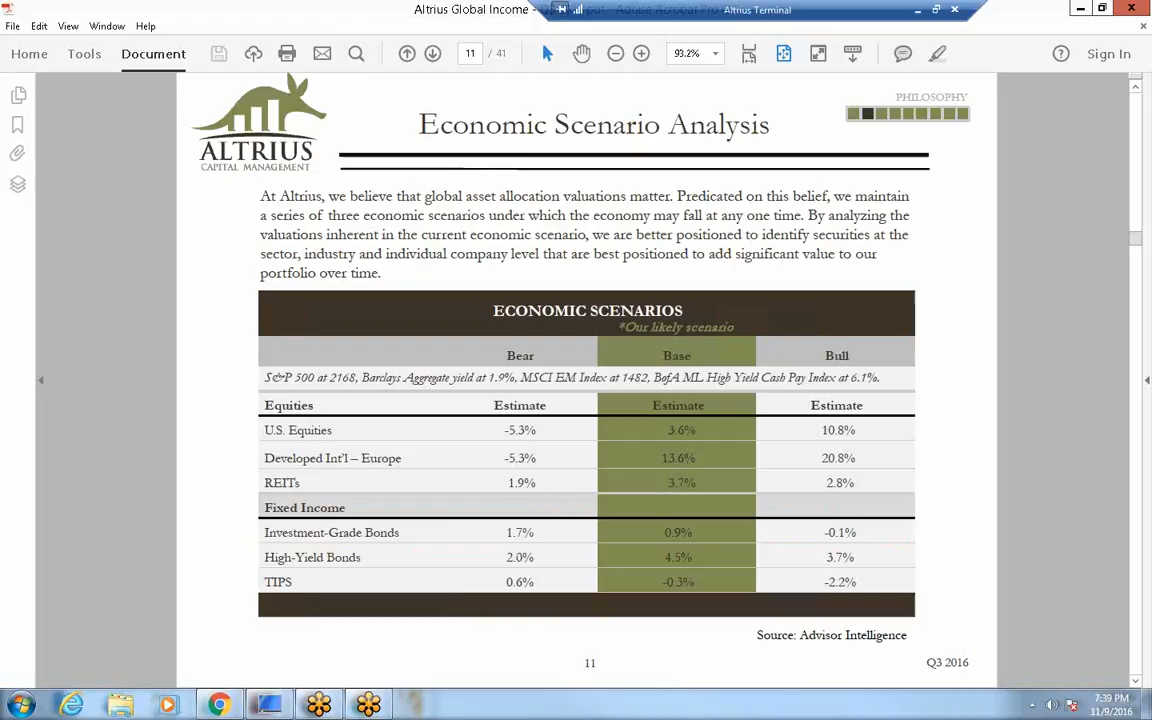 Altrius Global Income - Q
Altrius Terminal
File Edit View Window Help
Home Tools Document 11 / 41 93.2% Sign In
PHILOSOPHY
Economic Scenario Analysis
ALTRIUS
CAPITAL MANAGEMENT
At Altrius, we believe that global asset allocation valuations matter. Predicated on this belief, we maintain
a series of three economic scenarios under which the economy may fall at any one time. By analyzing the
valuations inherent in the current economic scenario, we are better positioned to identify securities at the
sector, industry and individual company level that are best positioned to add significant value to our
portfolio over time.
ECONOMIC SCENARIOS
*Our likely scenario
Bear Base Bull
S&P 500 at 2168, Barclays Aggregate yield at 1.9%, MSCI EM Index at 1482, BofA ML High Yield Cash Pay Index at 6.1%.
Equities Estimate Estimate Estimate
U.S. Equities -5.3% 3.6% 10.8%
Developed Int'l – Europe -5.3% 13.6% 20.8%
REITs 1.9% 3.7% 2.8%
Fixed Income
Investment-Grade Bonds 1.7% 0.9% -0.1%
High-Yield Bonds 2.0% 4.5% 3.7%
TIPS 0.6% -0.3% -2.2%
Source: Advisor Intelligence
11
Q3 2016
7:39 PM
11/9/2016